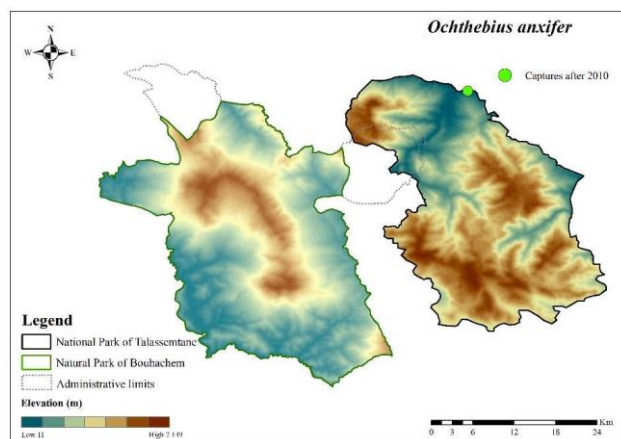 Ochthebius anxifer
N
W E
S
Captures after 2010
Legend
National Park of Talassemtane
Natural Park of Bouhachem
Administrative limits
Elevation (m)
Low 11 High
Km
0 3 6 12 18 24